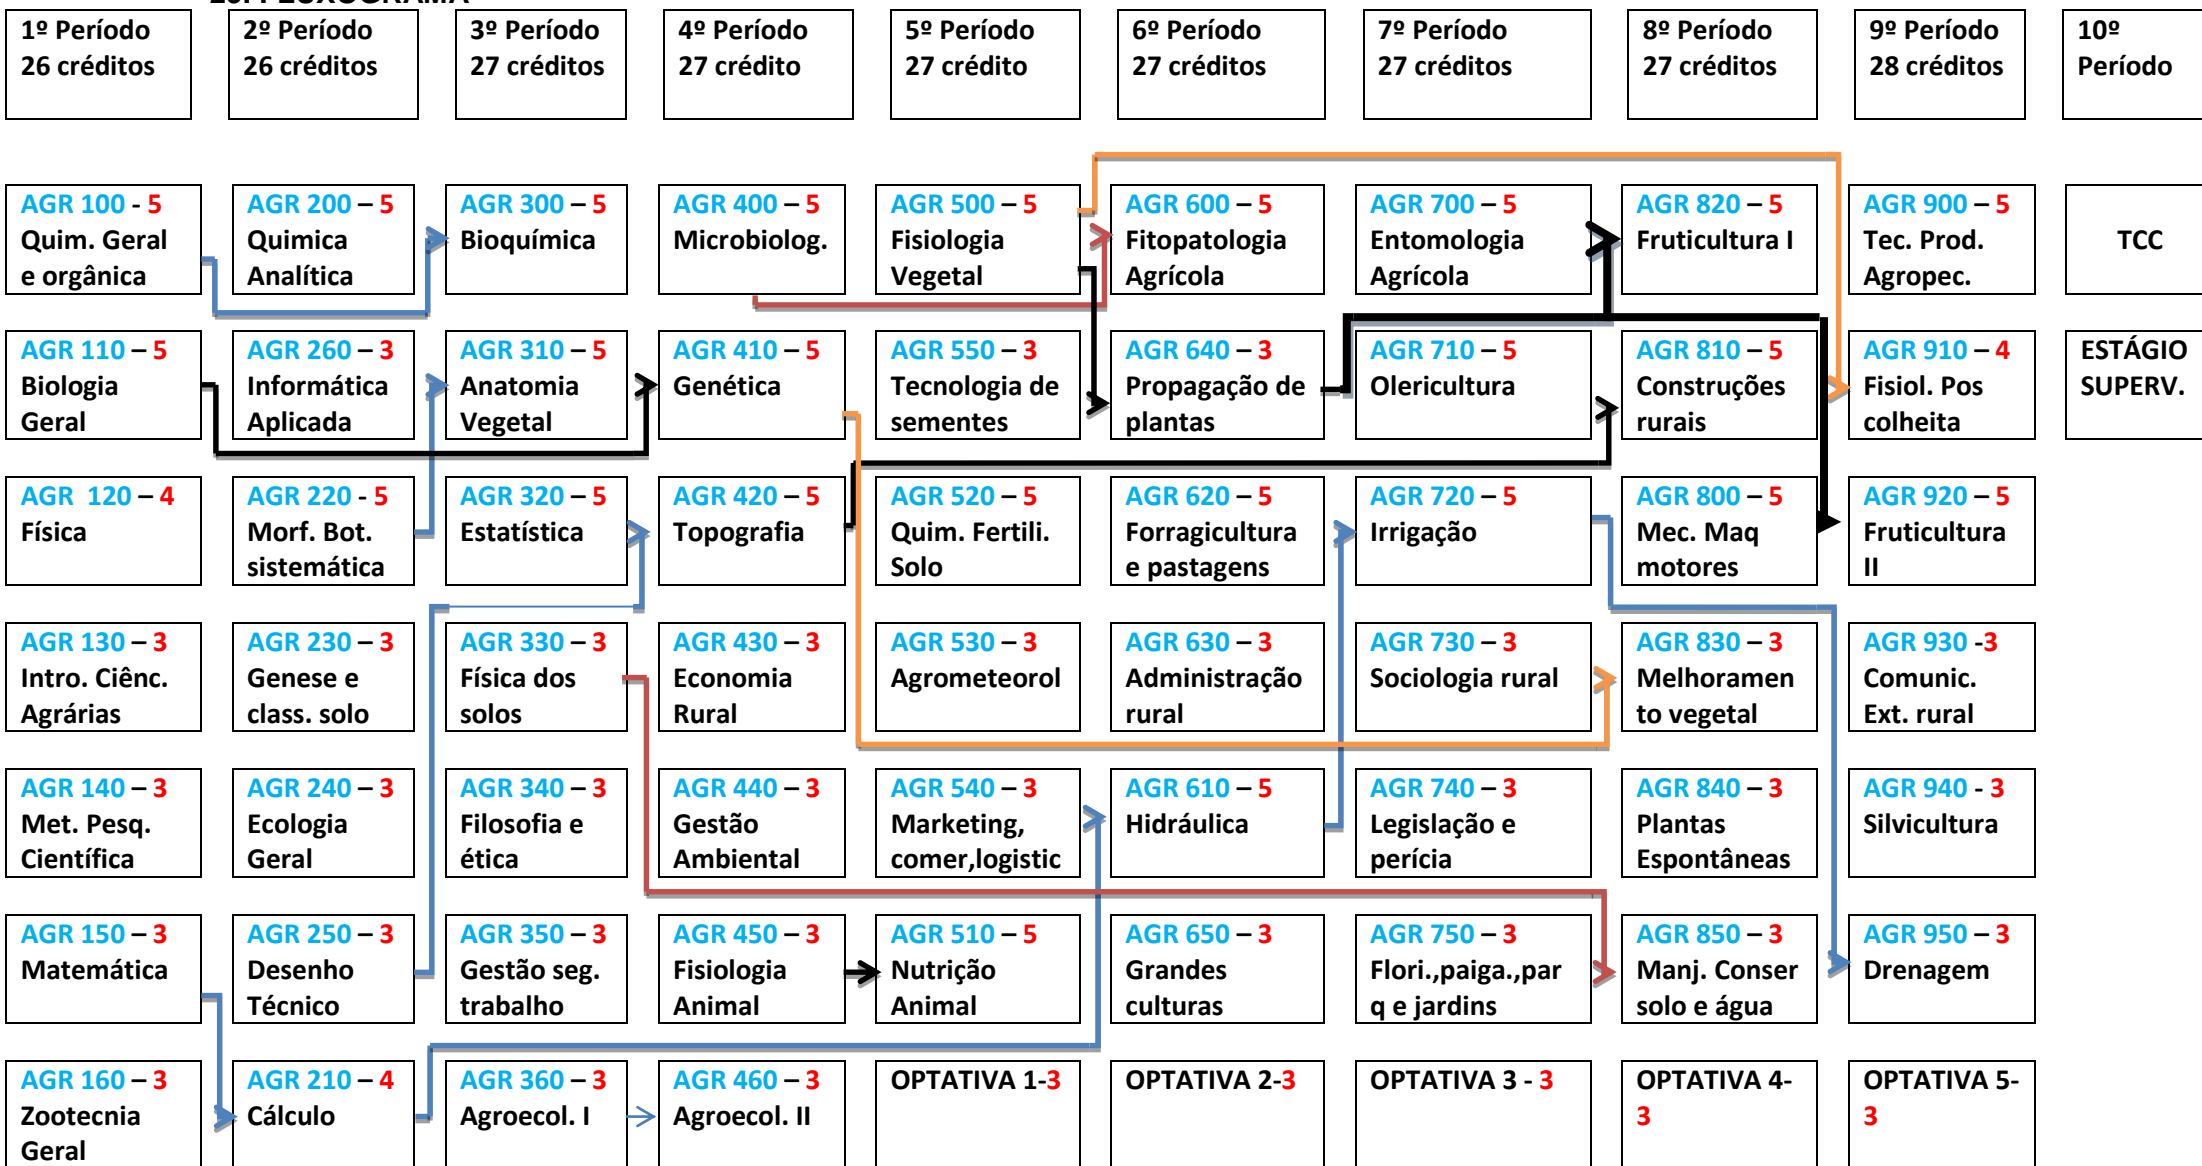 1º Período
26 créditos
2º Período
26 créditos
3º Período
27 créditos
4º Período
27 crédito
5º Período
27 crédito
6º Período
27 créditos
7º Período
27 créditos
8º Período
27 créditos
9º Período
28 créditos
10º
Período
AGR 100 - 5
Quim. Geral
e orgânica
AGR 200 – 5
Quimica
Analítica
AGR 300 – 5
Bioquímica
AGR 400 – 5
Microbiolog.
AGR 500 – 5
Fisiologia
Vegetal
AGR 600 – 5
Fitopatologia
Agrícola
AGR 700 – 5
Entomologia
Agrícola
AGR 820 – 5
Fruticultura I
AGR 900 – 5
Tec. Prod.
Agropec.
TCC
AGR 110 – 5
Biologia
Geral
AGR 260 – 3
Informática
Aplicada
AGR 310 – 5
Anatomia
Vegetal
AGR 410 – 5
Genética
AGR 550 – 3
Tecnologia de
sementes
AGR 640 – 3
Propagação de
plantas
AGR 710 – 5
Olericultura
AGR 810 – 5
Construções
rurais
AGR 910 – 4
Fisiol. Pos
colheita
ESTÁGIO
SUPERV.
AGR  120 – 4
Física
AGR 220 - 5
Morf. Bot.
sistemática
AGR 320 – 5
Estatística
AGR 420 – 5
Topografia
AGR 520 – 5
Quim. Fertili.
Solo
AGR 620 – 5
Forragicultura
e pastagens
AGR 720 – 5
Irrigação
AGR 800 – 5
Mec. Maq
motores
AGR 920 – 5
Fruticultura
II
AGR 130 – 3
Intro. Ciênc.
Agrárias
AGR 230 – 3
Genese e
class. solo
AGR 330 – 3
Física dos
solos
AGR 430 – 3
Economia
Rural
AGR 530 – 3
Agrometeorol
AGR 630 – 3
Administração
rural
AGR 730 – 3
Sociologia rural
AGR 830 – 3
Melhoramen
to vegetal
AGR 930 -3
Comunic.
Ext. rural
AGR 140 – 3
Met. Pesq.
Científica
AGR 240 – 3
Ecologia
Geral
AGR 340 – 3
Filosofia e
ética
AGR 440 – 3
Gestão
Ambiental
AGR 540 – 3
Marketing,
comer,logistic
AGR 610 – 5
Hidráulica
AGR 740 – 3
Legislação e
perícia
AGR 840 – 3
Plantas
Espontâneas
AGR 940 - 3
Silvicultura
AGR 150 – 3
Matemática
AGR 250 – 3
Desenho
Técnico
AGR 350 – 3
Gestão seg.
trabalho
AGR 450 – 3
Fisiologia
Animal
AGR 510 – 5
Nutrição
Animal
AGR 650 – 3
Grandes
culturas
AGR 750 – 3
Flori.,paiga.,par
q e jardins
AGR 850 – 3
Manj. Conser
solo e água
AGR 950 – 3
Drenagem
AGR 160 – 3
Zootecnia
Geral
AGR 210 – 4
Cálculo
AGR 360 – 3
Agroecol. I
AGR 460 – 3
Agroecol. II
OPTATIVA 1-3
OPTATIVA 2-3
OPTATIVA 3 - 3
OPTATIVA 4-
3
OPTATIVA 5-
3